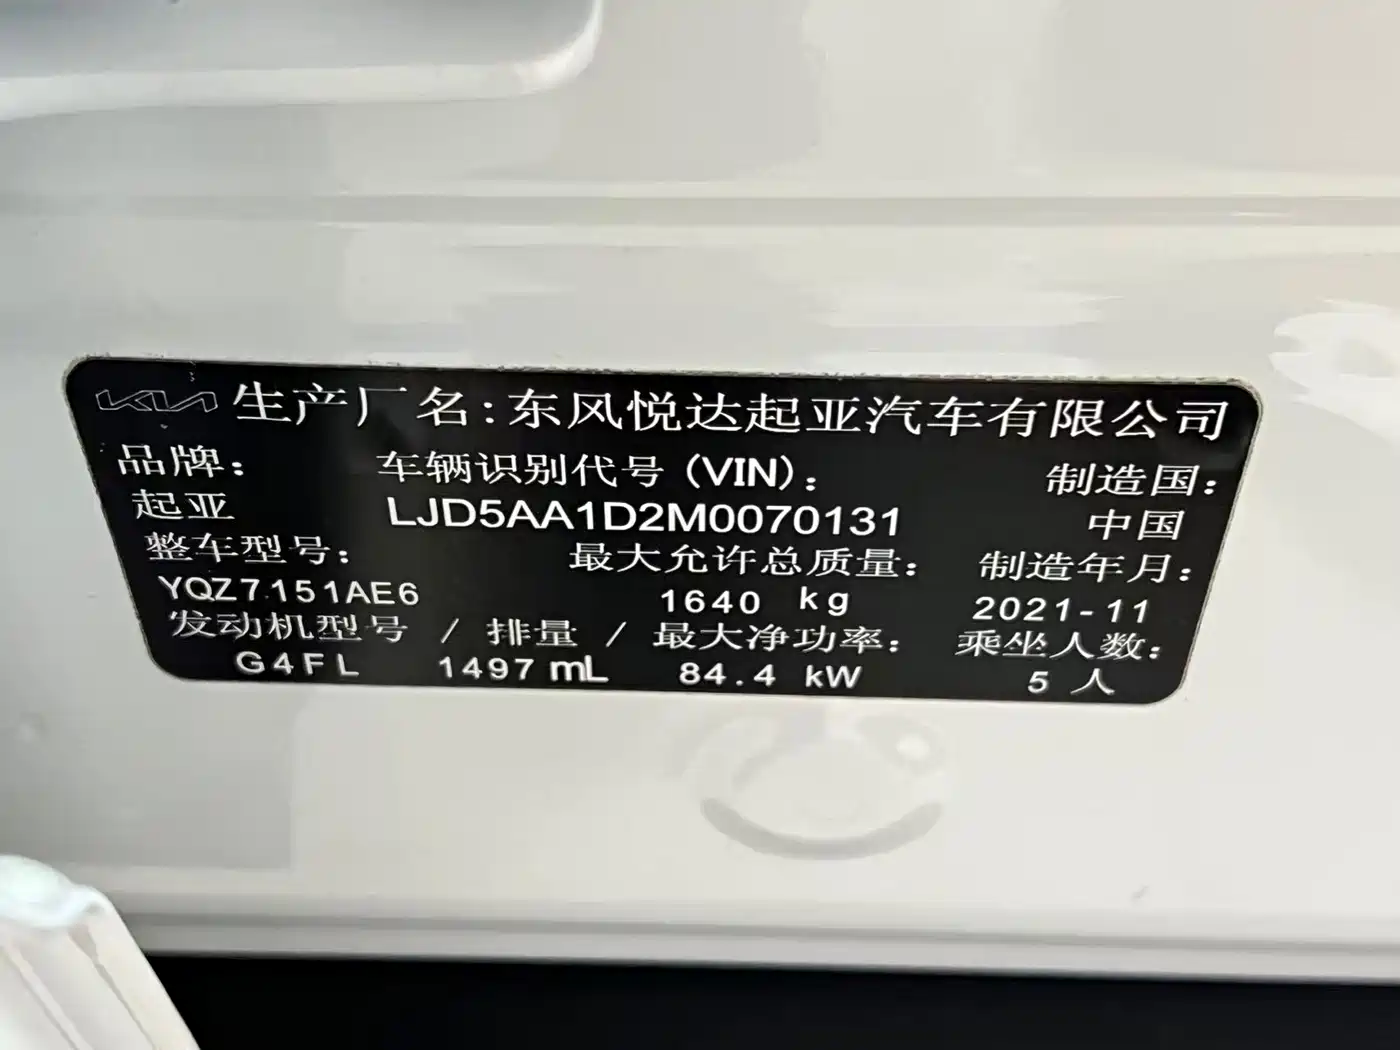 KIA 生产厂名:东风悦达起亚汽车有限公司
品牌: 车辆识别代号(VIN): 制造国:
起亚 LJD5AA1D2M0070131 中国
整车型号: 最大允许总质量: 制造年月:
YQZ7151AE6 1640 kg 2021-11
发动机型号 / 排量 / 最大净功率: 乘坐人数:
G4FL 1497 mL 84.4 kW 5 人